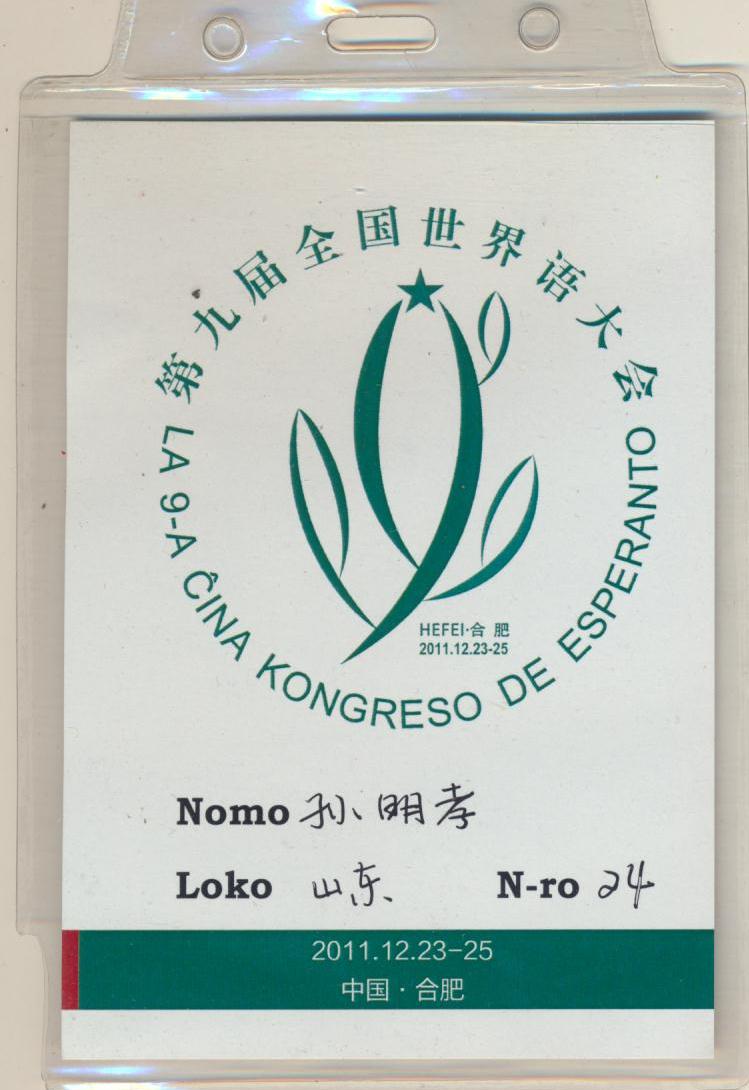 第九届全国世界语大会
LA 9-A ĈINA KONGRESO DE ESPERANTO
HEFEI·合肥
2011.12.23-25
Nomo 孙明孝
Loko 山东 N-ro 24
2011.12.23-25
中国·合肥